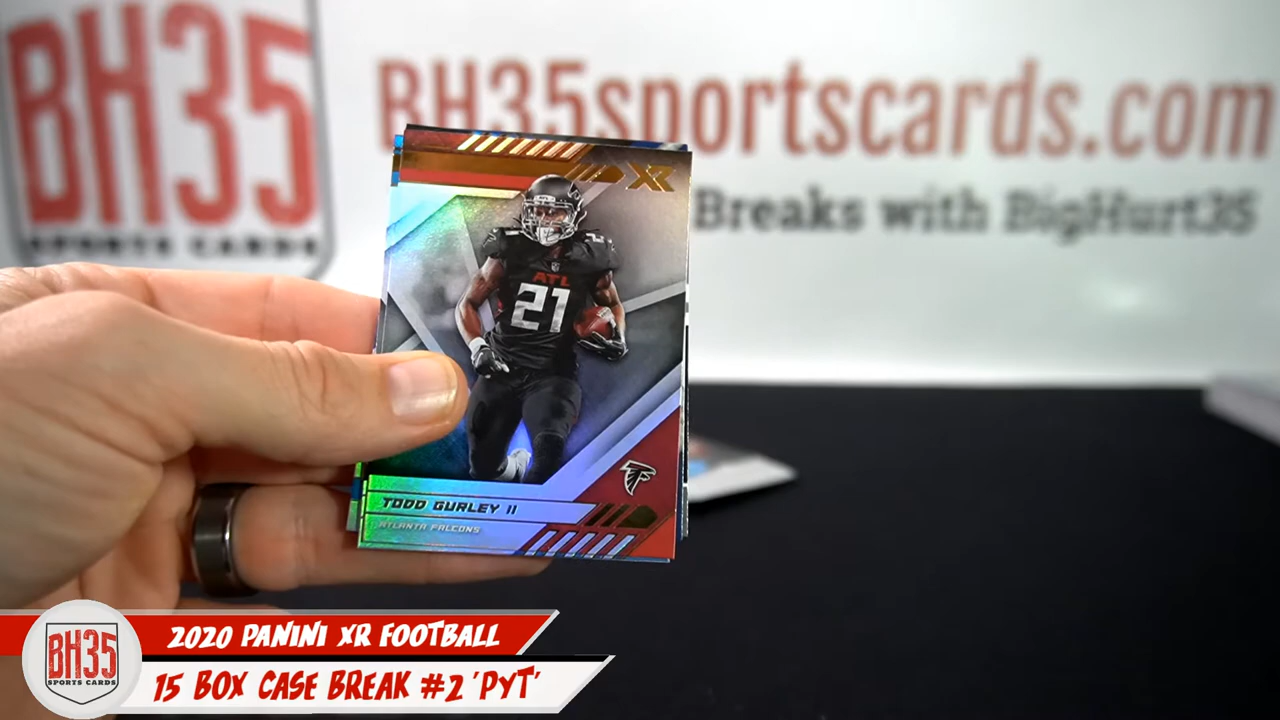 BH35
SPORTS CARDS
BH35sportscards.com
Breaks with BigHurt35
XR
ATL
21
TODD GURLEY II
ATLANTA FALCONS
BH35
SPORTS CARDS
2020 PANINI XR FOOTBALL
15 BOX CASE BREAK #2 'PYT'